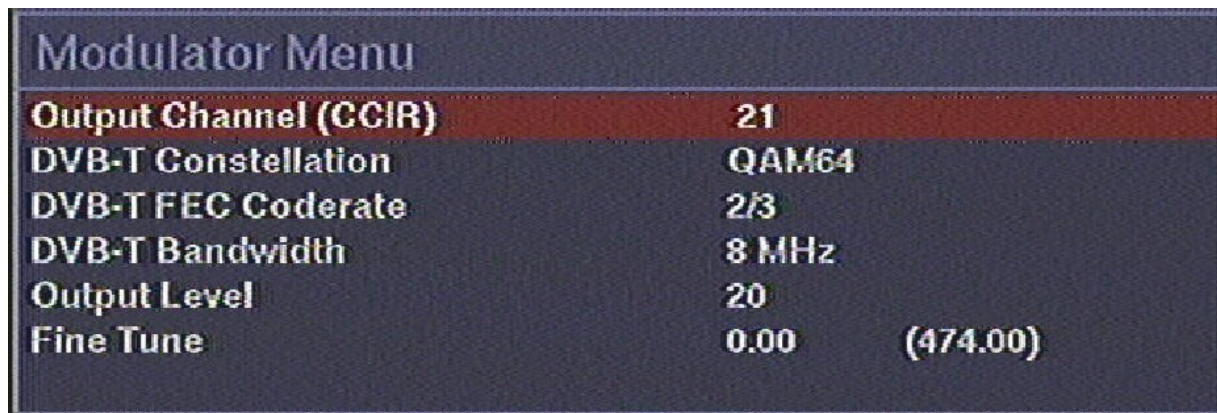 Modulator Menu
Output Channel (CCIR) 21
DVB-T Constellation QAM64
DVB-T FEC Coderate 2/3
DVB-T Bandwidth 8 MHz
Output Level 20
Fine Tune 0.00 (474.00)